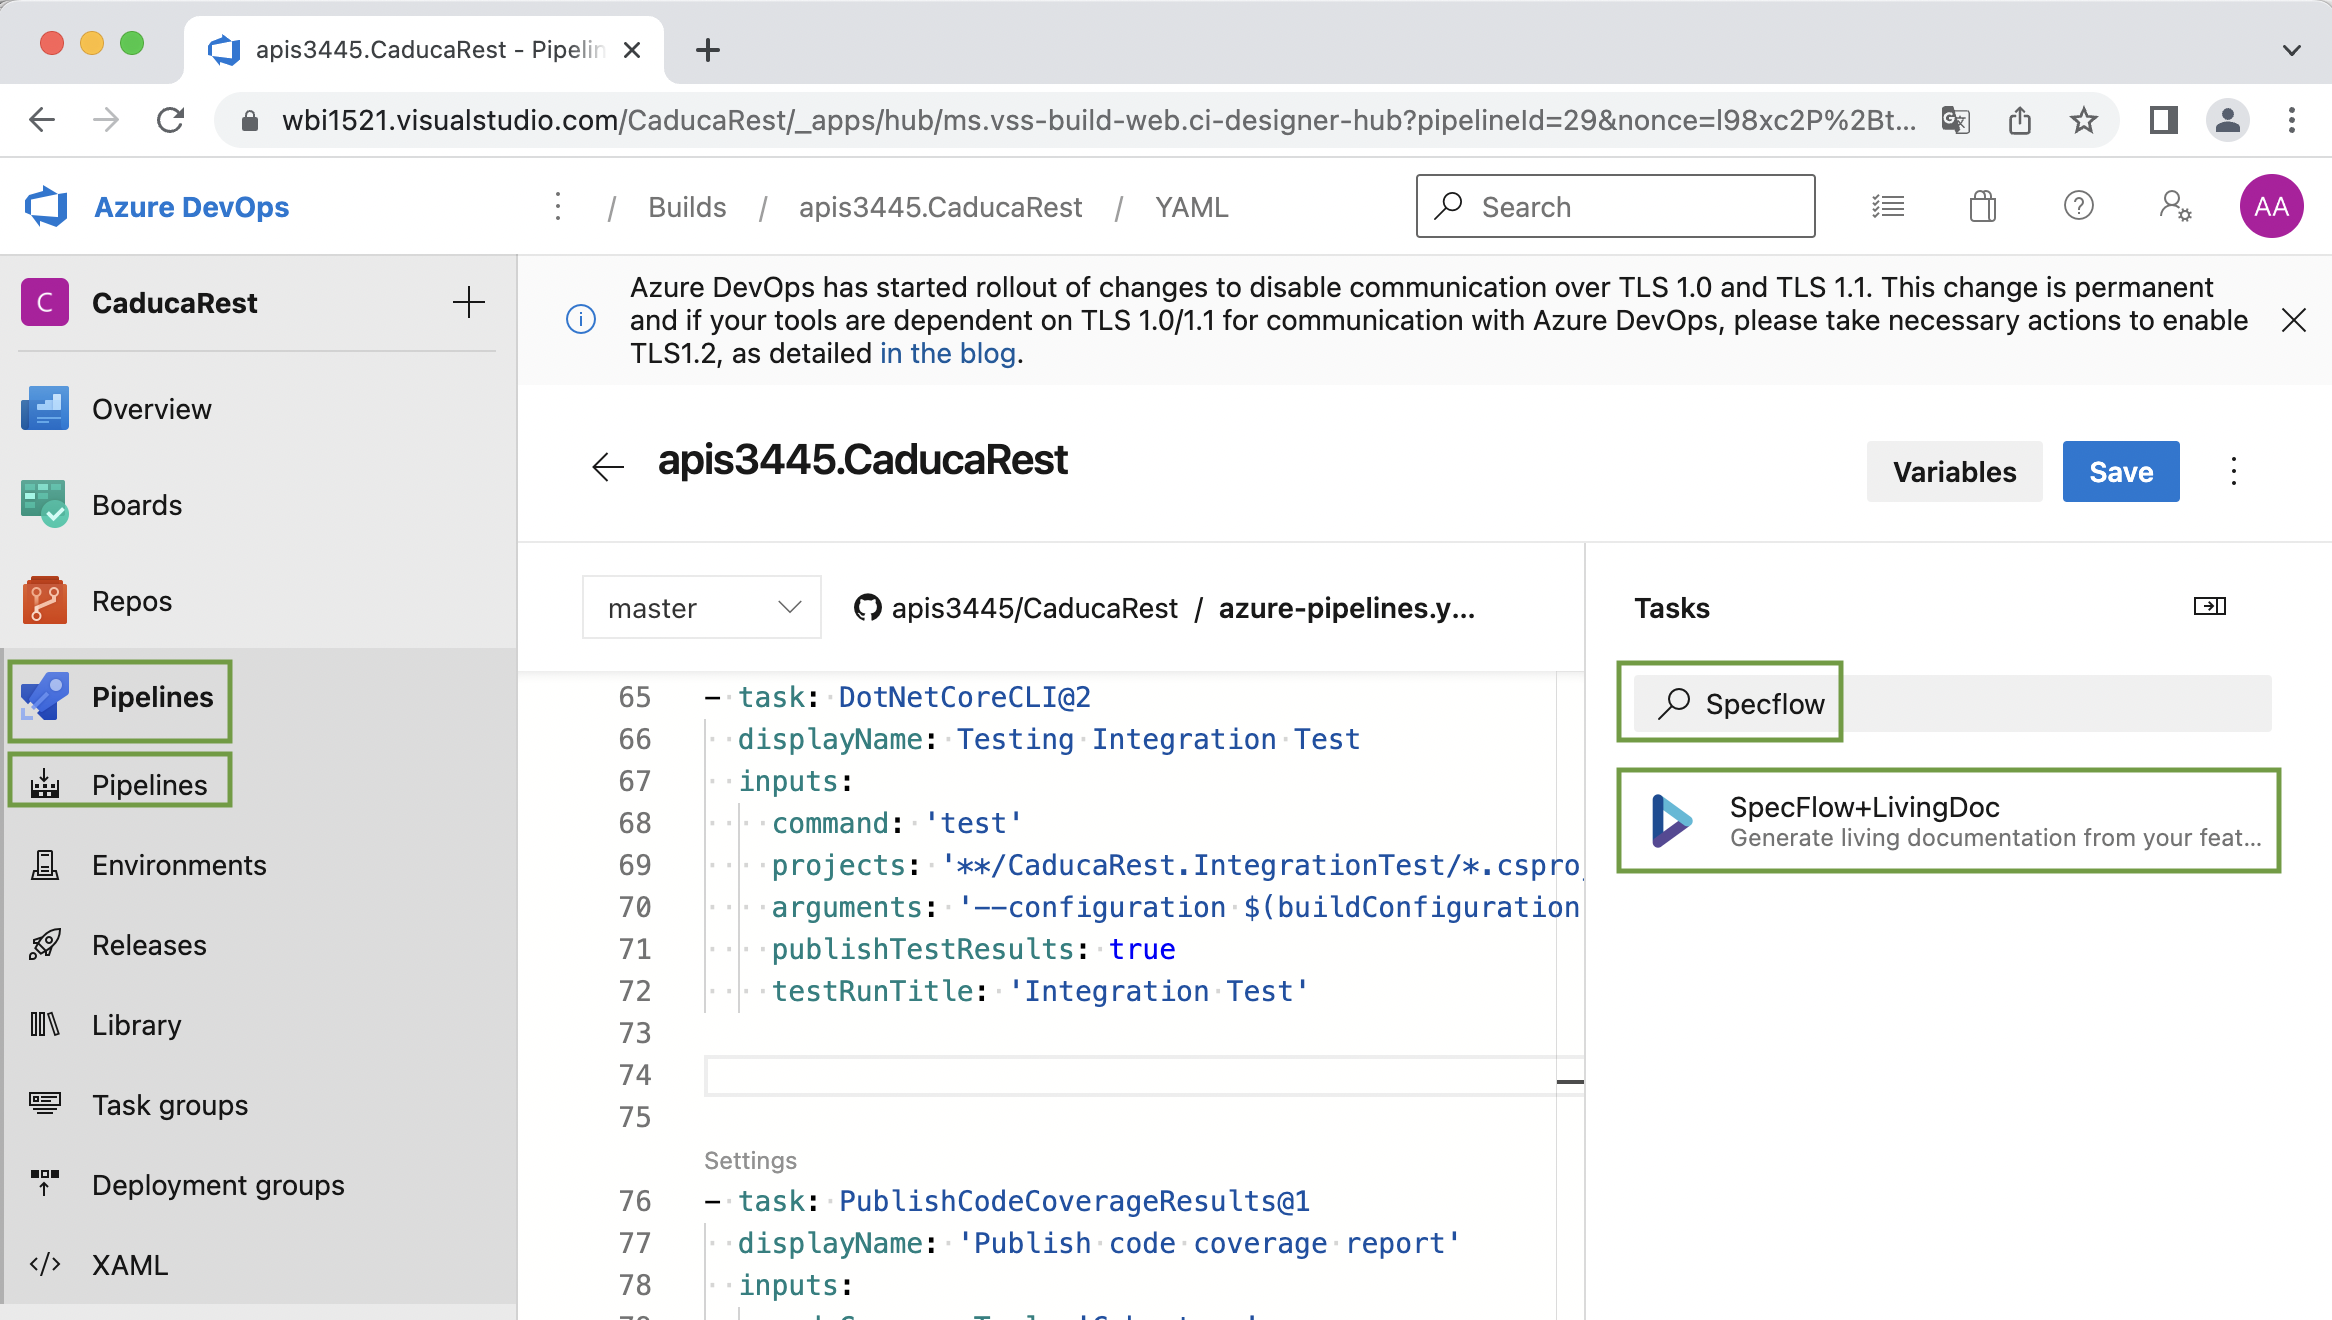 apis3445.CaducaRest - Pipelin
wbi1521.visualstudio.com/CaducaRest/_apps/hub/ms.vss-build-web.ci-designer-hub?pipelineId=29&nonce=l98xc2P%2Bt...
Azure DevOps
/ Builds / apis3445.CaducaRest / YAML
Search
AA
C
CaducaRest
Azure DevOps has started rollout of changes to disable communication over TLS 1.0 and TLS 1.1. This change is permanent
and if your tools are dependent on TLS 1.0/1.1 for communication with Azure DevOps, please take necessary actions to enable
TLS1.2, as detailed in the blog.
Overview
Boards
Repos
Pipelines
Pipelines
Environments
Releases
Library
Task groups
Deployment groups
XAML
apis3445.CaducaRest
Variables
Save
master
apis3445/CaducaRest / azure-pipelines.y...
65 - task: DotNetCoreCLI@2
66 displayName: Testing Integration Test
67 inputs:
68 command: 'test'
69 projects: '**/CaducaRest.IntegrationTest/*.cspro
70 arguments: '--configuration $(buildConfiguration
71 publishTestResults: true
72 testRunTitle: 'Integration Test'
73
74
75
Settings
76 - task: PublishCodeCoverageResults@1
77 displayName: 'Publish code coverage report'
78 inputs:
Tasks
Specflow
SpecFlow+LivingDoc
Generate living documentation from your feat...